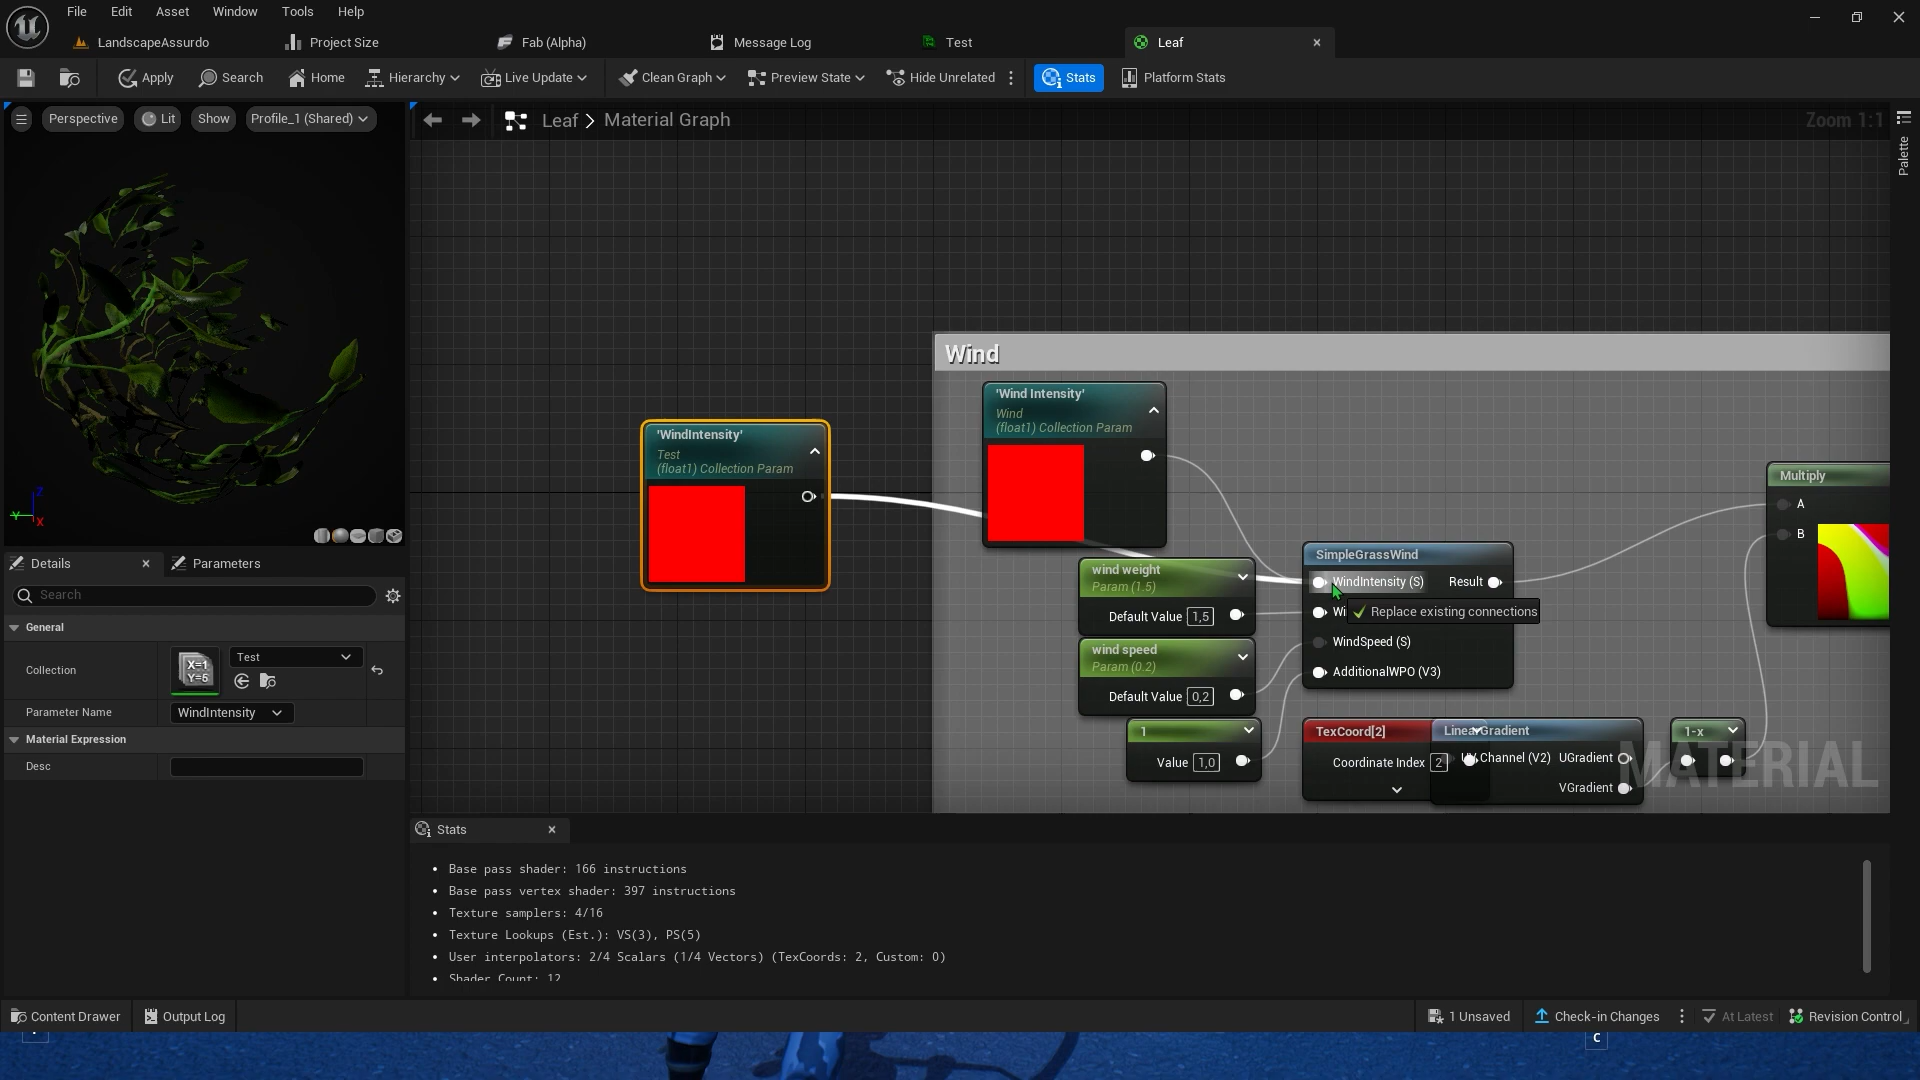 File Edit Asset Window Tools Help
LandscapeAssurdo Project Size Fab (Alpha) Message Log Test Leaf
Apply Search Home Hierarchy Live Update Clean Graph Preview State Hide Unrelated Stats Platform Stats
Perspective Lit Show Profile_1 (Shared)
Leaf > Material Graph
Zoom 1:1
Palette
Wind
'Wind Intensity'
Wind
(float1) Collection Param
'WindIntensity'
Test
(float1) Collection Param
Multiply
A
B
SimpleGrassWind
WindIntensity (S) Result
Wi
Replace existing connections
WindSpeed (S)
AdditionalWPO (V3)
wind weight
Param (1.5)
Default Value 1,5
wind speed
Param (0.2)
Default Value 0,2
1
Value 1,0
TexCoord[2]
Coordinate Index 2
LinearGradient
UV Channel (V2) UGradient
VGradient
1-x
MATERIAL
Z
Y
X
Details Parameters
Search
General
Collection
X=1
Y=5
Test
Parameter Name WindIntensity
Material Expression
Desc
Stats
• Base pass shader: 166 instructions
• Base pass vertex shader: 397 instructions
• Texture samplers: 4/16
• Texture Lookups (Est.): VS(3), PS(5)
• User interpolators: 2/4 Scalars (1/4 Vectors) (TexCoords: 2, Custom: 0)
• Shader Count: 12
Content Drawer Output Log 1 Unsaved Check-in Changes At Latest Revision Control
C